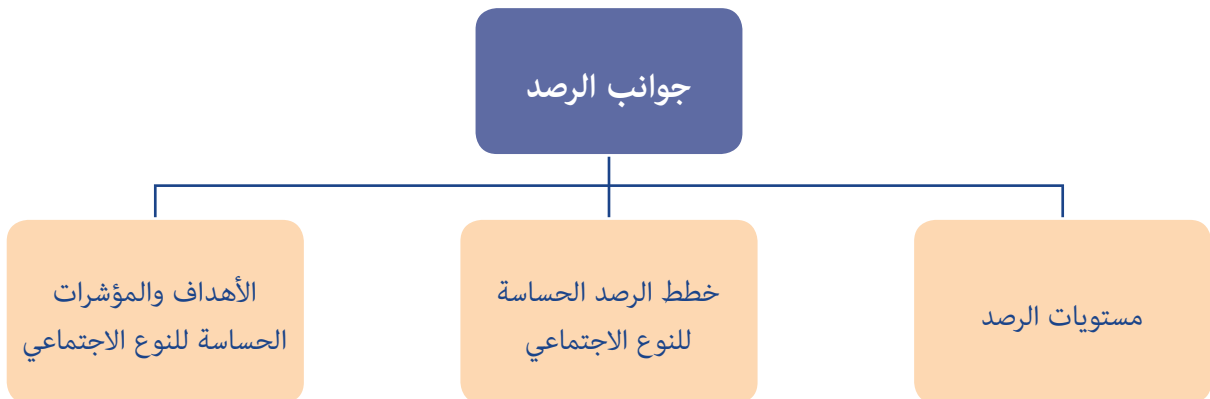 جوانب الرصد
مستويات الرصد
خطط الرصد الحساسة
للنوع الاجتماعي
الأهداف والمؤشرات
الحساسة للنوع الاجتماعي